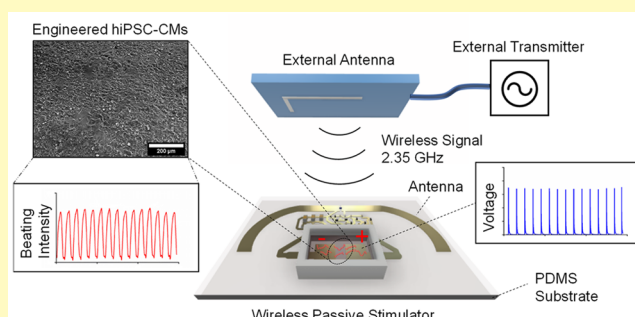 Engineered hiPSC-CMs
External Transmitter
External Antenna
200 µm
Wireless Signal
2.35 GHz
Antenna
Beating
Intensity
Voltage
- +
PDMS
Substrate
Wireless Passive Stimulator